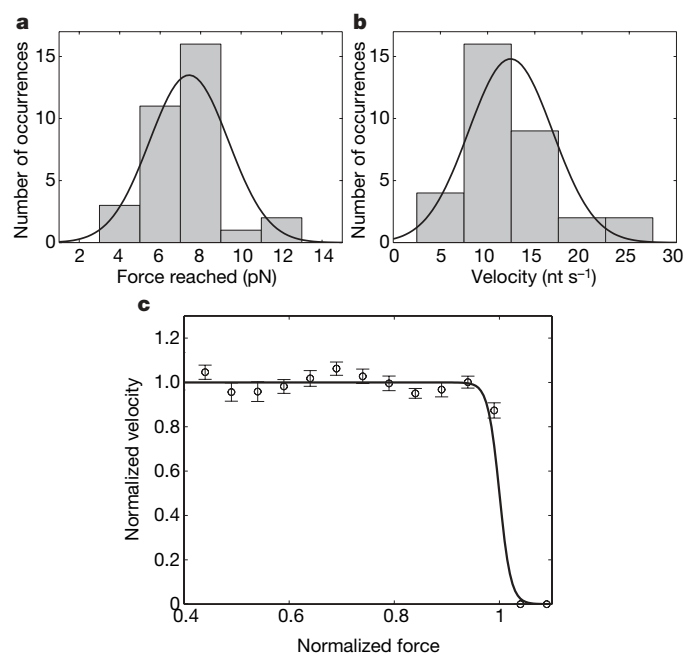 a
15
10
5
0
Number of occurrences
2 4 6 8 10 12 14
Force reached (pN)
b
15
10
5
0
Number of occurrences
0 5 10 15 20 25 30
Velocity (nt s⁻¹)
c
1.2
1.0
0.8
0.6
0.4
0.2
0
Normalized velocity
0.4 0.6 0.8 1
Normalized force